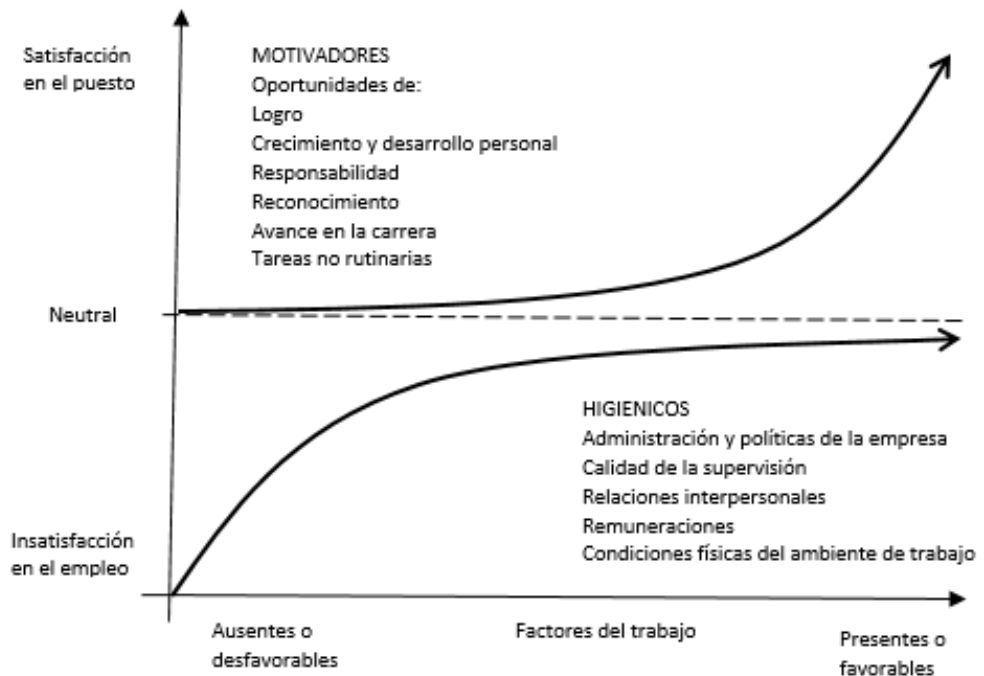 Satisfacción
en el puesto
MOTIVADORES
Oportunidades de:
Logro
Crecimiento y desarrollo personal
Responsabilidad
Reconocimiento
Avance en la carrera
Tareas no rutinarias
Neutral
HIGIENICOS
Administración y políticas de la empresa
Calidad de la supervisión
Relaciones interpersonales
Remuneraciones
Condiciones físicas del ambiente de trabajo
Insatisfacción
en el empleo
Ausentes o
desfavorables
Factores del trabajo
Presentes o
favorables